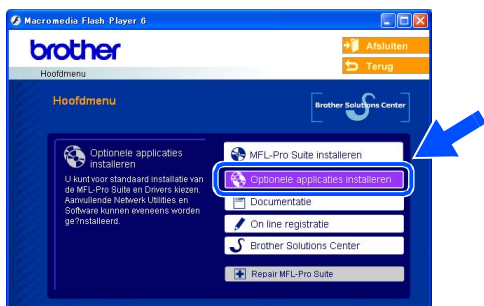 Macromedia Flash Player 6
brother
Afsluiten
Terug
Hoofdmenu
Hoofdmenu
Brother Solutions Center
Optionele applicaties
installeren
U kunt voor standaard installatie van
de MFL-Pro Suite en Drivers kiezen.
Aanvullende Netwerk Utilities en
Software kunnen eveneens worden
ge?nstalleerd.
MFL-Pro Suite installeren
Optionele applicaties installeren
Documentatie
On line registratie
Brother Solutions Center
Repair MFL-Pro Suite